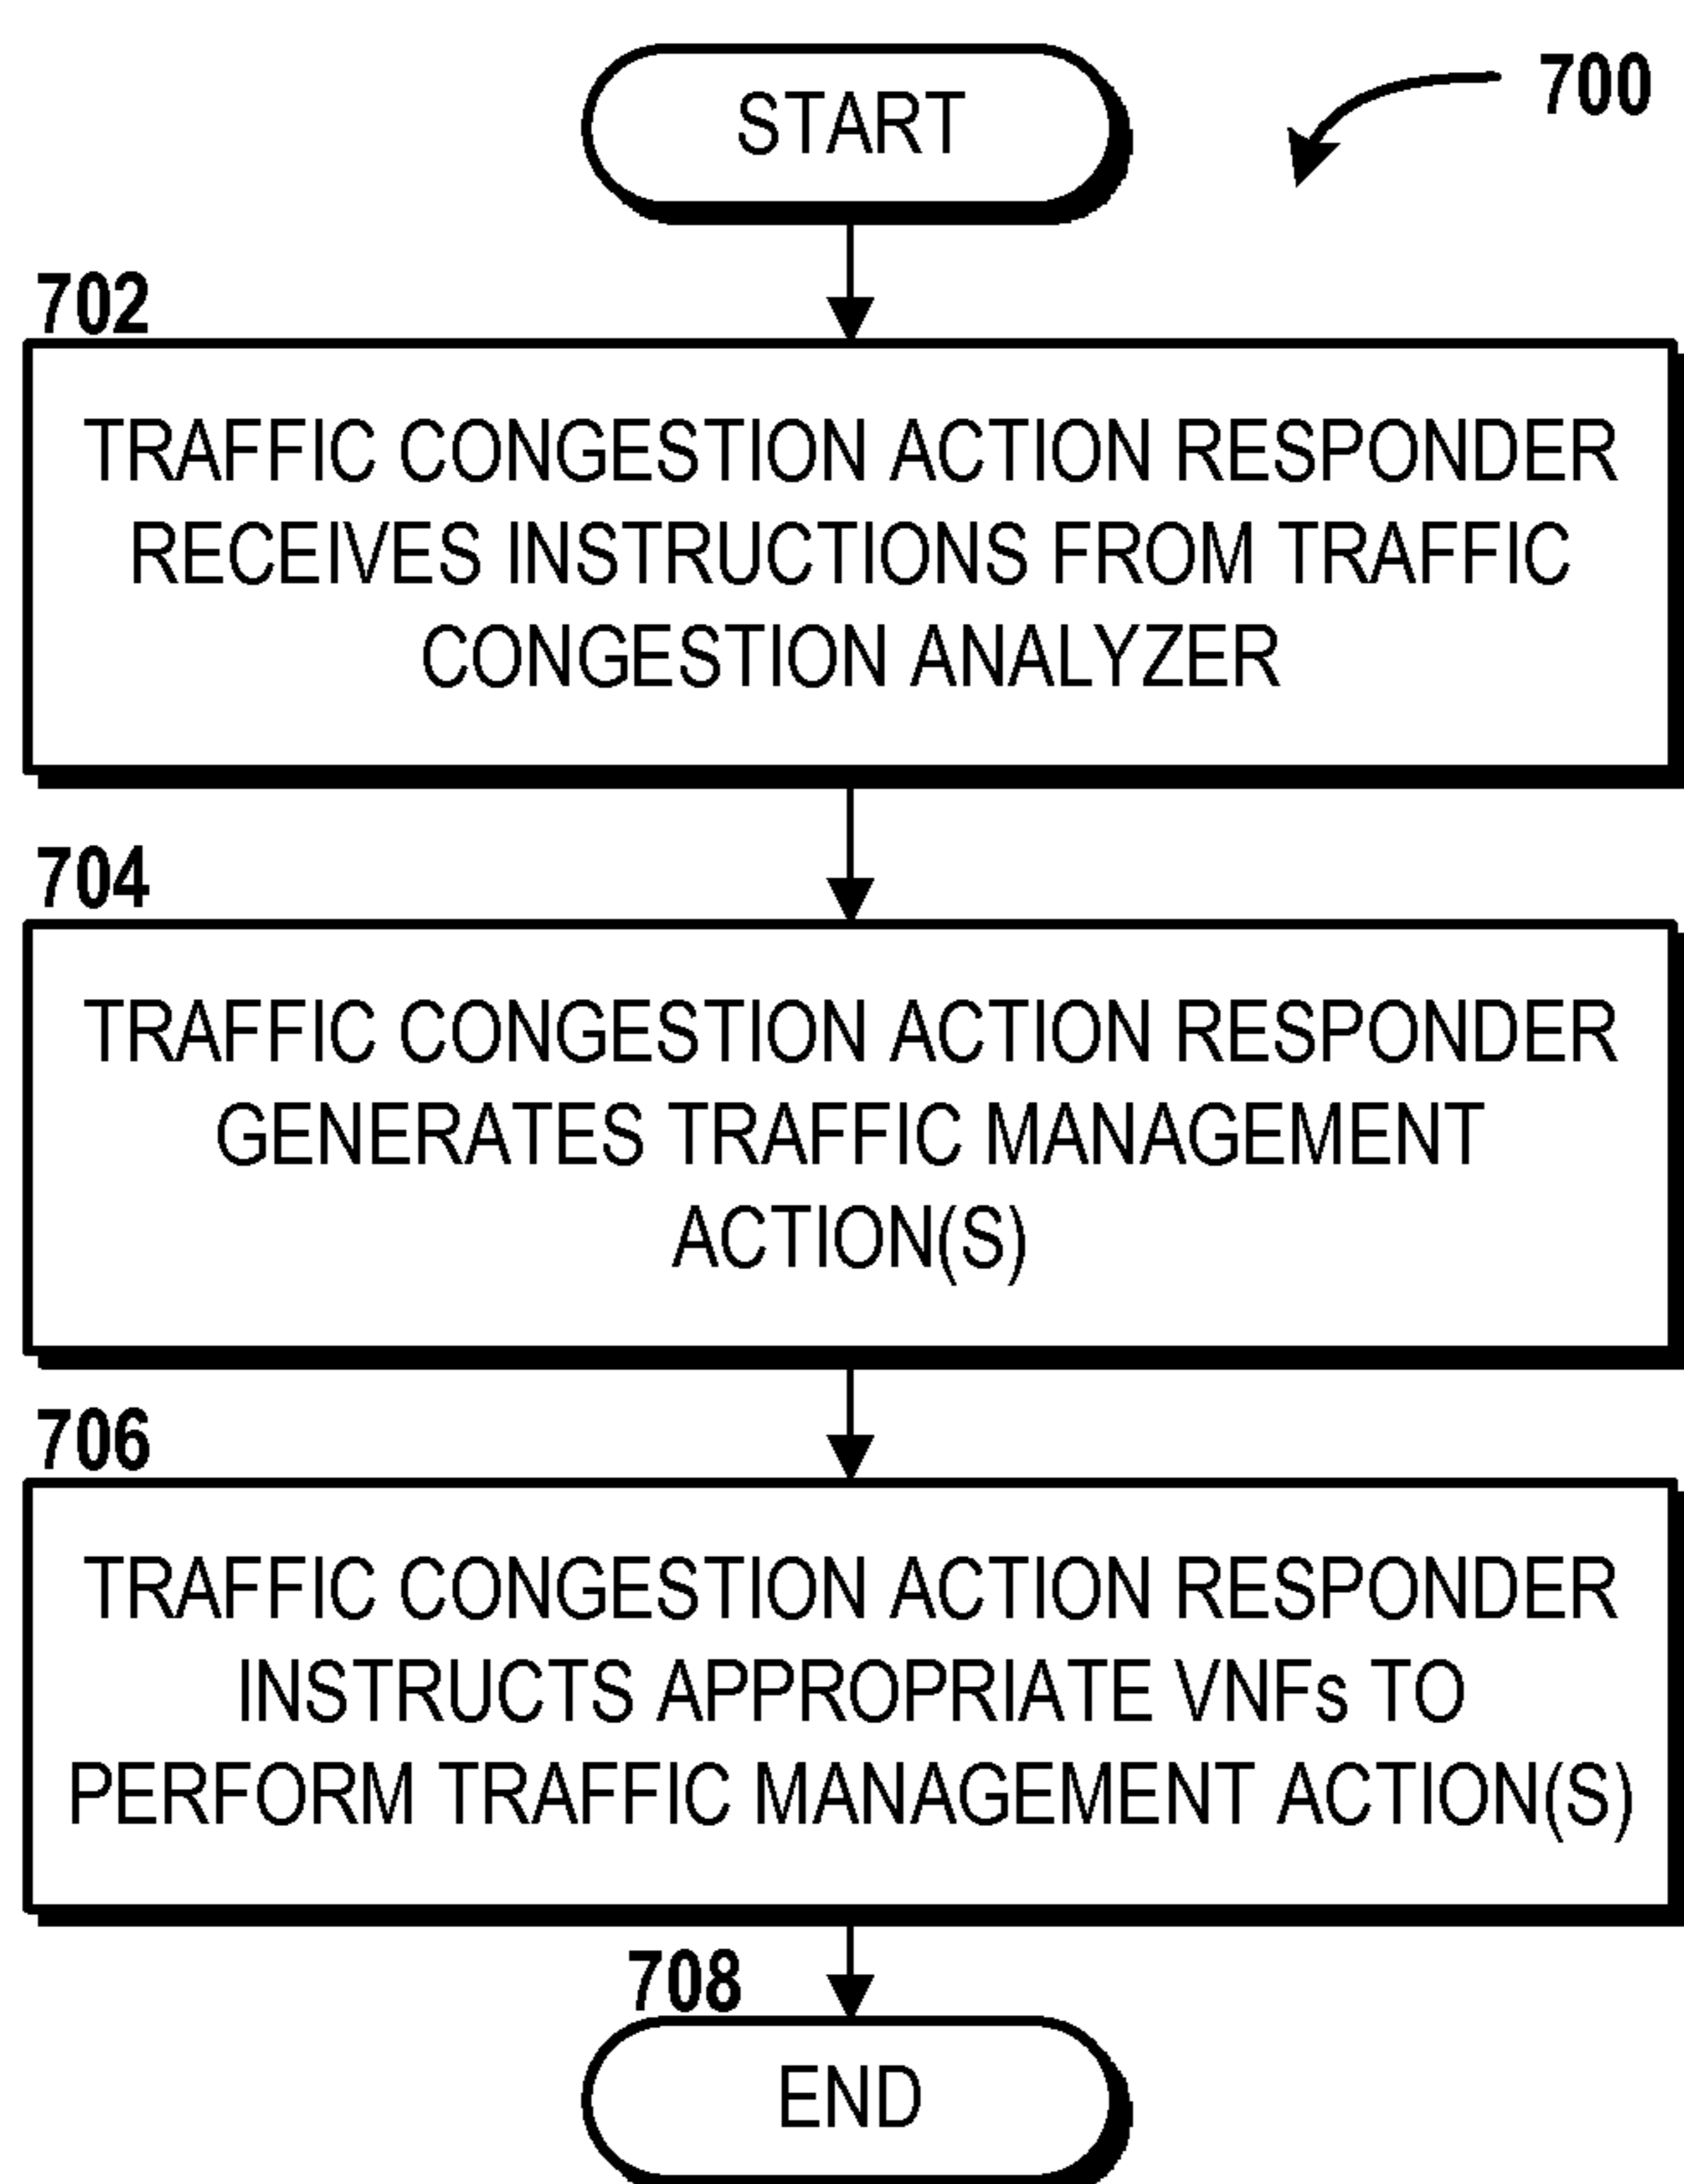 START
700
702
TRAFFIC CONGESTION ACTION RESPONDER
RECEIVES INSTRUCTIONS FROM TRAFFIC
CONGESTION ANALYZER
704
TRAFFIC CONGESTION ACTION RESPONDER
GENERATES TRAFFIC MANAGEMENT
ACTION(S)
706
TRAFFIC CONGESTION ACTION RESPONDER
INSTRUCTS APPROPRIATE VNFs TO
PERFORM TRAFFIC MANAGEMENT ACTION(S)
708
END